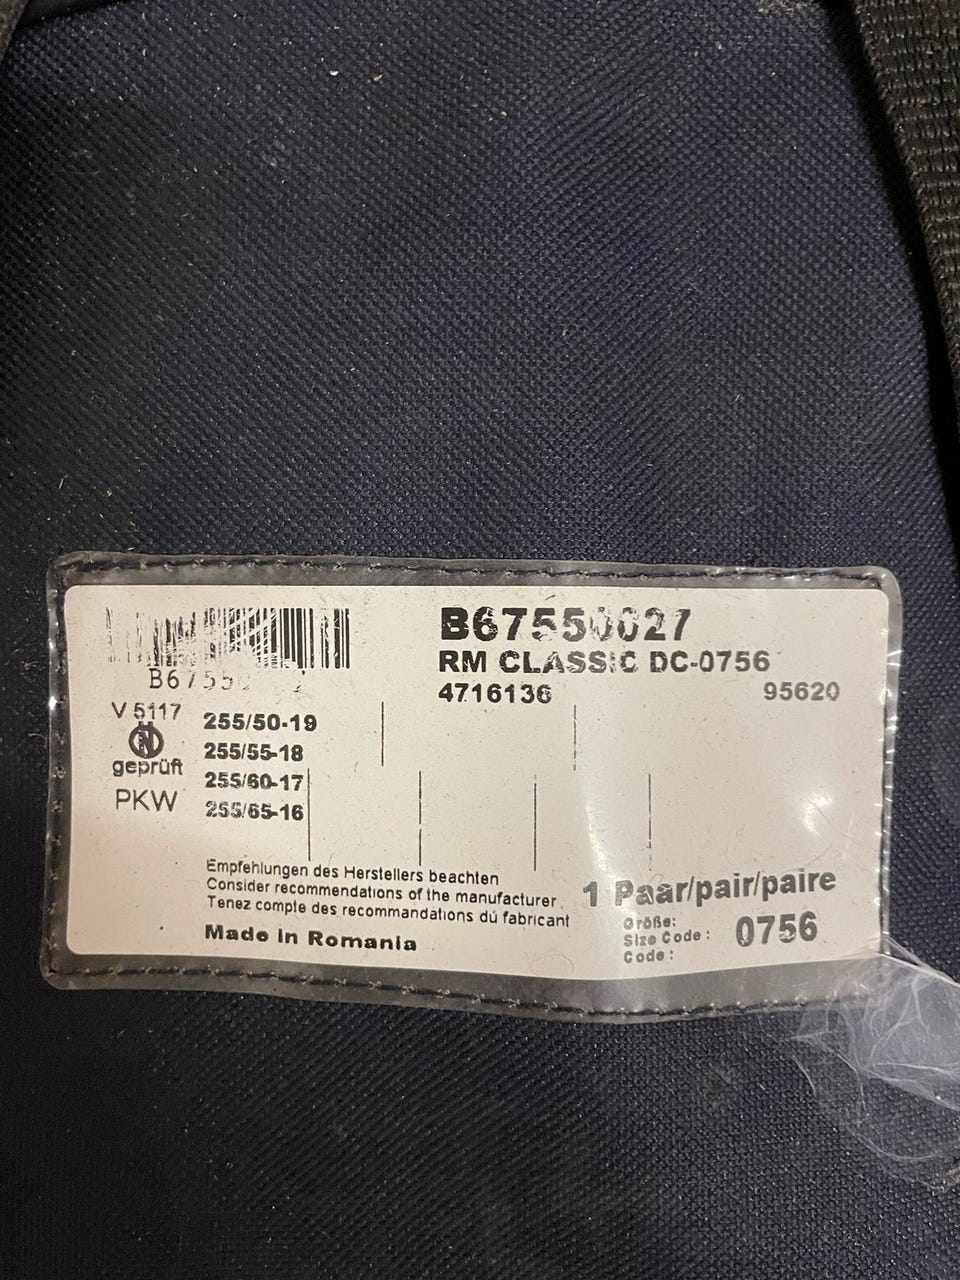 B67550027
RM CLASSIC DC-0756
4716136 95620
V 5117
geprüft
PKW
255/50-19
255/55-18
255/60-17
255/65-16
Empfehlungen des Herstellers beachten
Consider recommendations of the manufacturer
Tenez compte des recommandations dú fabricant
Made in Romania
1 Paar/pair/paire
Größe:
Size Code: 0756
Code: